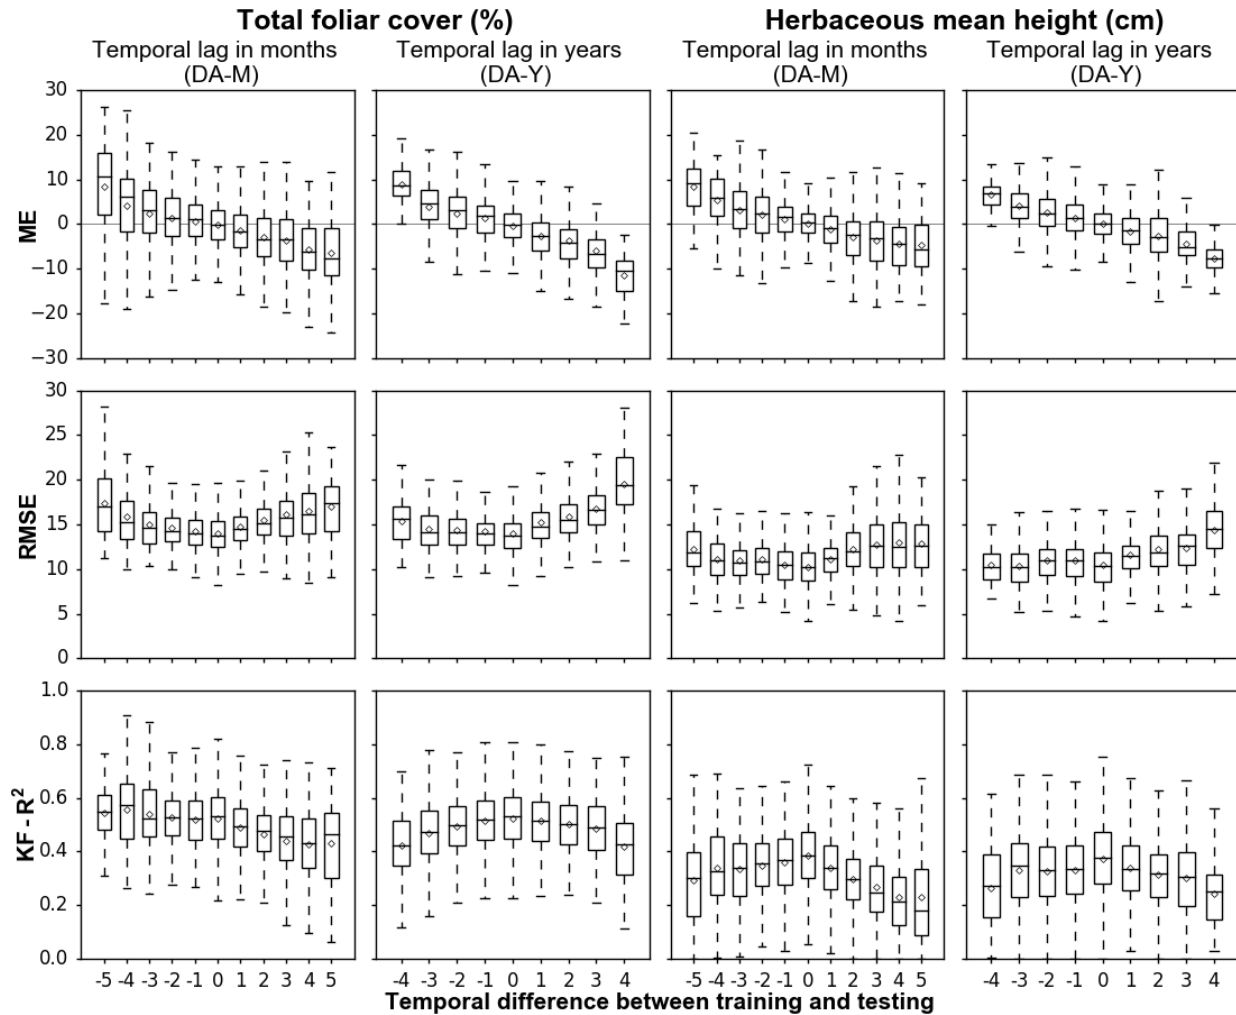 Total foliar cover (%) Herbaceous mean height (cm)
Temporal lag in months Temporal lag in years Temporal lag in months Temporal lag in years
(DA-M) (DA-Y) (DA-M) (DA-Y)
30
20
10
0
−10
−20
−30
ME
30
25
20
15
10
5
0
RMSE
1.0
0.8
0.6
0.4
0.2
0.0
KF - R²
-5 -4 -3 -2 -1 0 1 2 3 4 5 -4 -3 -2 -1 0 1 2 3 4 -5 -4 -3 -2 -1 0 1 2 3 4 5 -4 -3 -2 -1 0 1 2 3 4
Temporal difference between training and testing